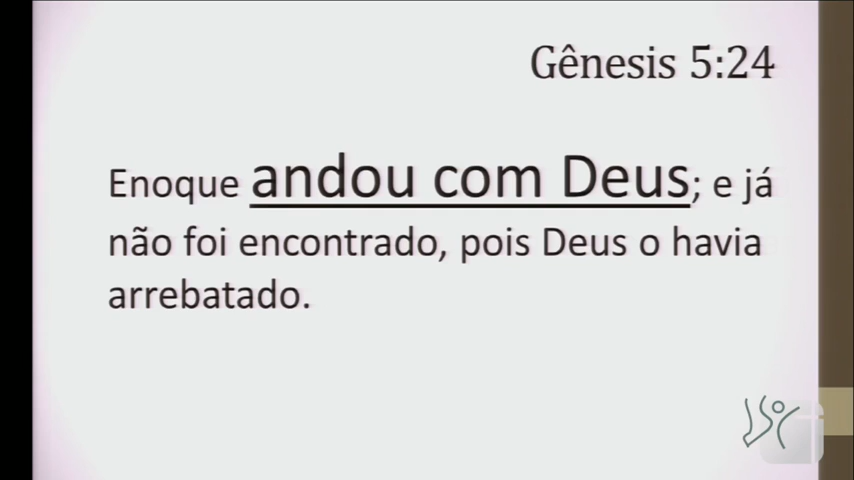 Gênesis 5:24
Enoque andou com Deus; e já
não foi encontrado, pois Deus o havia
arrebatado.